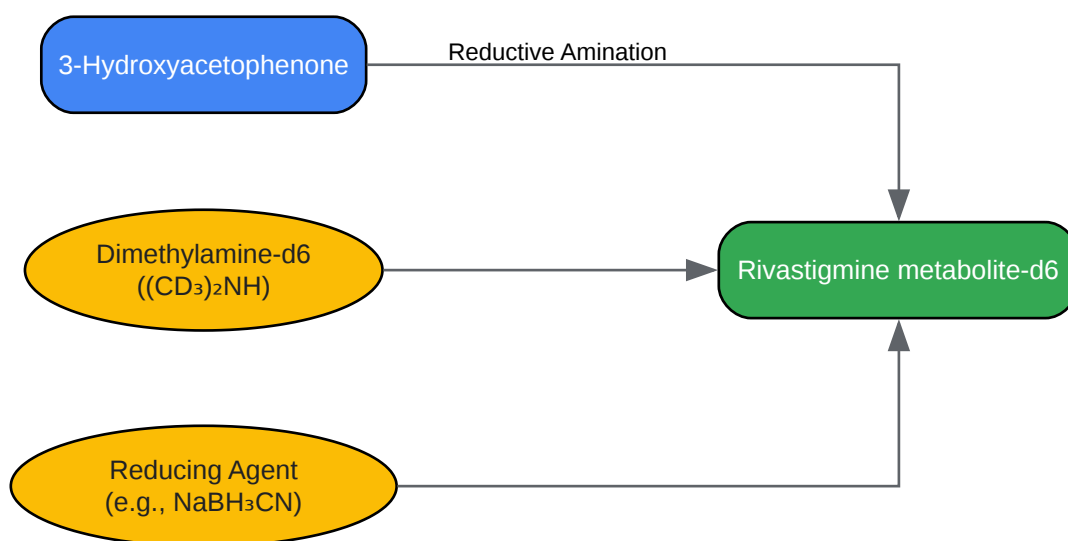 3-Hydroxyacetophenone
Reductive Amination
Dimethylamine-d6
((CD₃)₂NH)
Rivastigmine metabolite-d6
Reducing Agent
(e.g., NaBH₃CN)